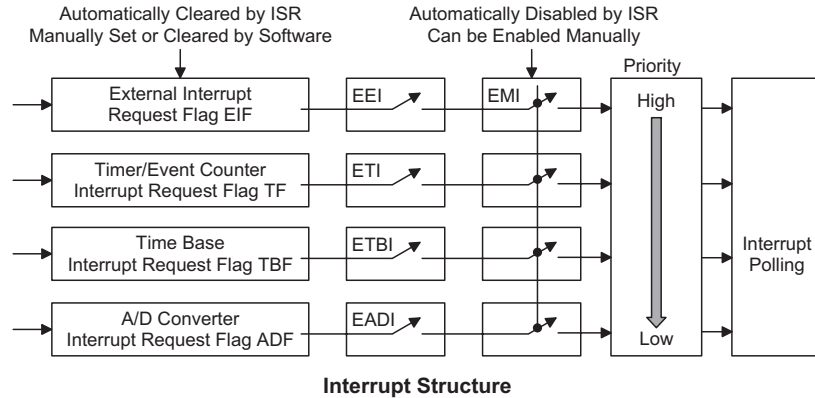 Automatically Cleared by ISR
Manually Set or Cleared by Software
Automatically Disabled by ISR
Can be Enabled Manually
Priority
External Interrupt
Request Flag EIF
EEI
EMI
High
Timer/Event Counter
Interrupt Request Flag TF
ETI
Time Base
Interrupt Request Flag TBF
ETBI
Interrupt
Polling
A/D Converter
Interrupt Request Flag ADF
EADI
Low
Interrupt Structure